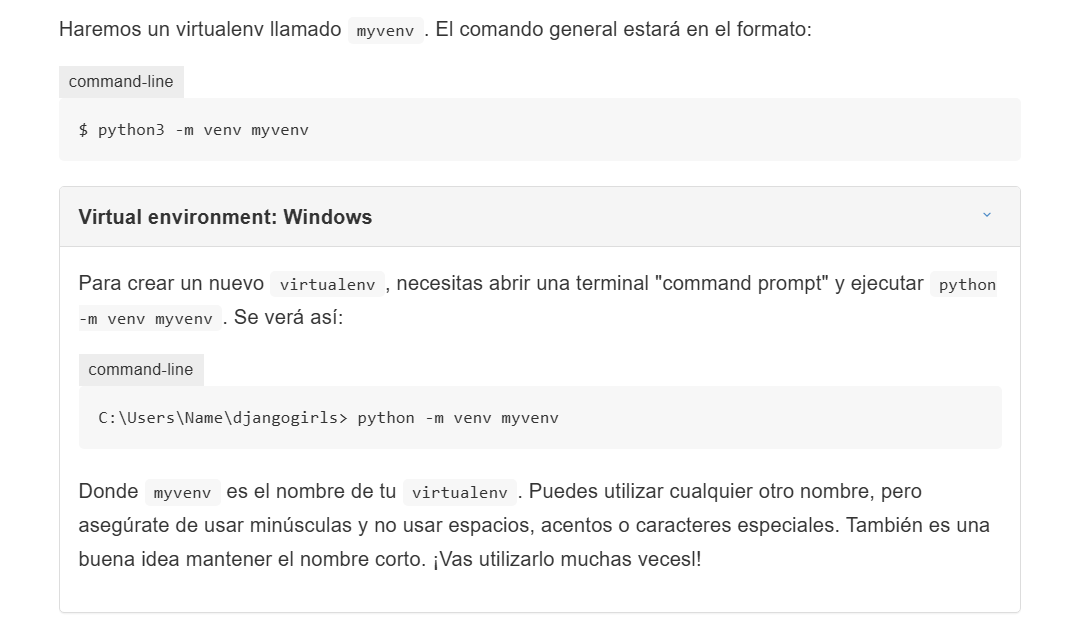 Haremos un virtualenv llamado myvenv . El comando general estará en el formato:
command-line
$ python3 -m venv myvenv
Virtual environment: Windows
Para crear un nuevo virtualenv , necesitas abrir una terminal "command prompt" y ejecutar python
-m venv myvenv . Se verá así:
command-line
C:\Users\Name\djangogirls> python -m venv myvenv
Donde myvenv es el nombre de tu virtualenv . Puedes utilizar cualquier otro nombre, pero
asegúrate de usar minúsculas y no usar espacios, acentos o caracteres especiales. También es una
buena idea mantener el nombre corto. ¡Vas utilizarlo muchas vecesl!